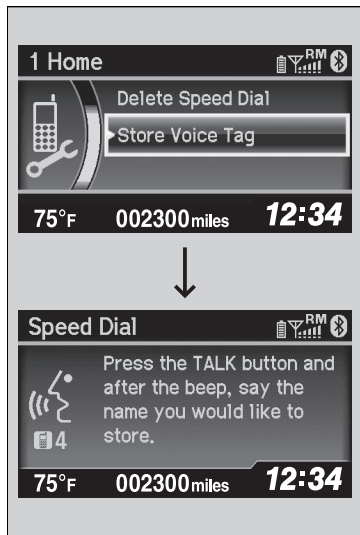 1 Home
RM
Delete Speed Dial
Store Voice Tag
75°F 002300 miles 12:34
Speed Dial
RM
Press the TALK button and
after the beep, say the
name you would like to
store.
4
75°F 002300 miles 12:34